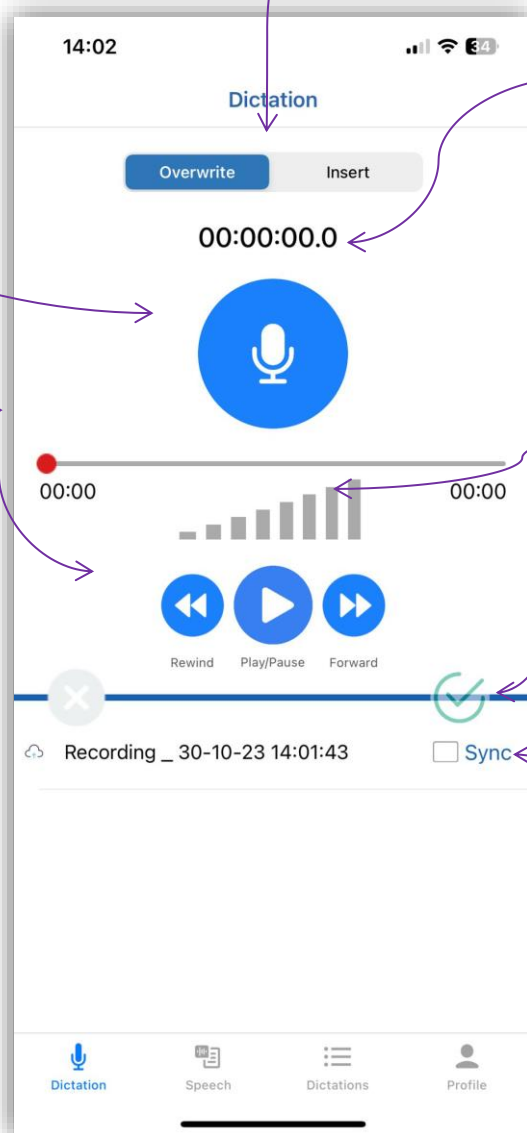 14:02
34
Dictation
Overwrite Insert
00:00:00.0
00:00 00:00
Rewind Play/Pause Forward
Recording _ 30-10-23 14:01:43 Sync
Dictation Speech Dictations Profile